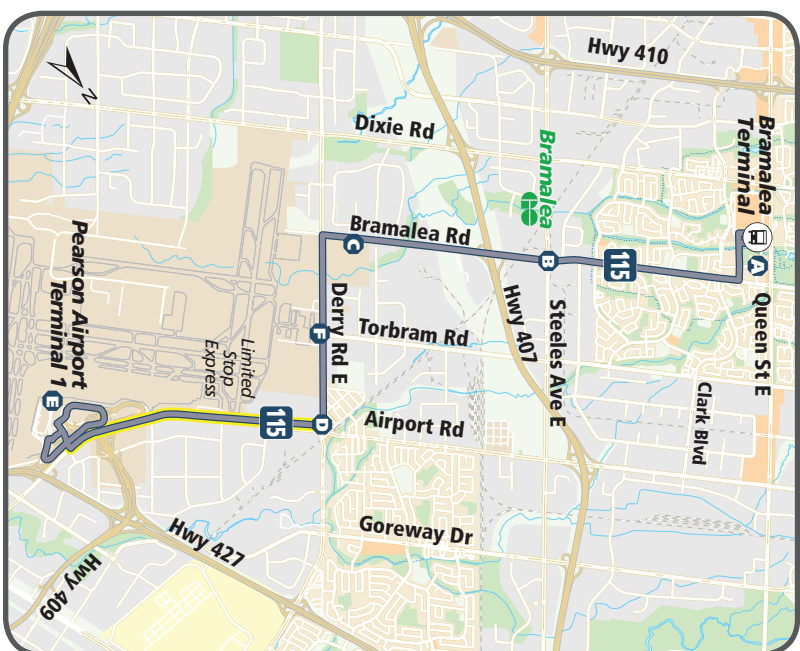 Hwy 410
Dixie Rd
Bramalea
Bramalea
Terminal
A
Bramalea Rd
C
B
115
Queen St E
Pearson Airport
Terminal 1
E
Limited
Stop
Express
Derry Rd E
F
Torbram Rd
Hwy 407
Steeles Ave E
Clark Blvd
115
D
Airport Rd
Goreway Dr
Hwy 427
Hwy 409
N